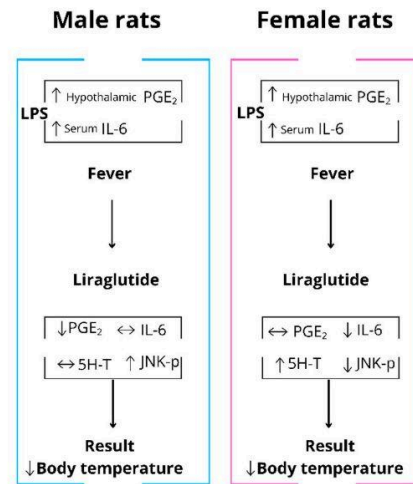 Male rats
LPS
↑ Hypothalamic PGE₂
↑ Serum IL-6
Fever
Liraglutide
↓PGE₂ ↔ IL-6
↔ 5H-T ↑ JNK-p
Result
↓Body temperature
Female rats
LPS
↑ Hypothalamic PGE₂
↑ Serum IL-6
Fever
Liraglutide
↔ PGE₂ ↓ IL-6
↑ 5H-T ↓ JNK-p
Result
↓Body temperature